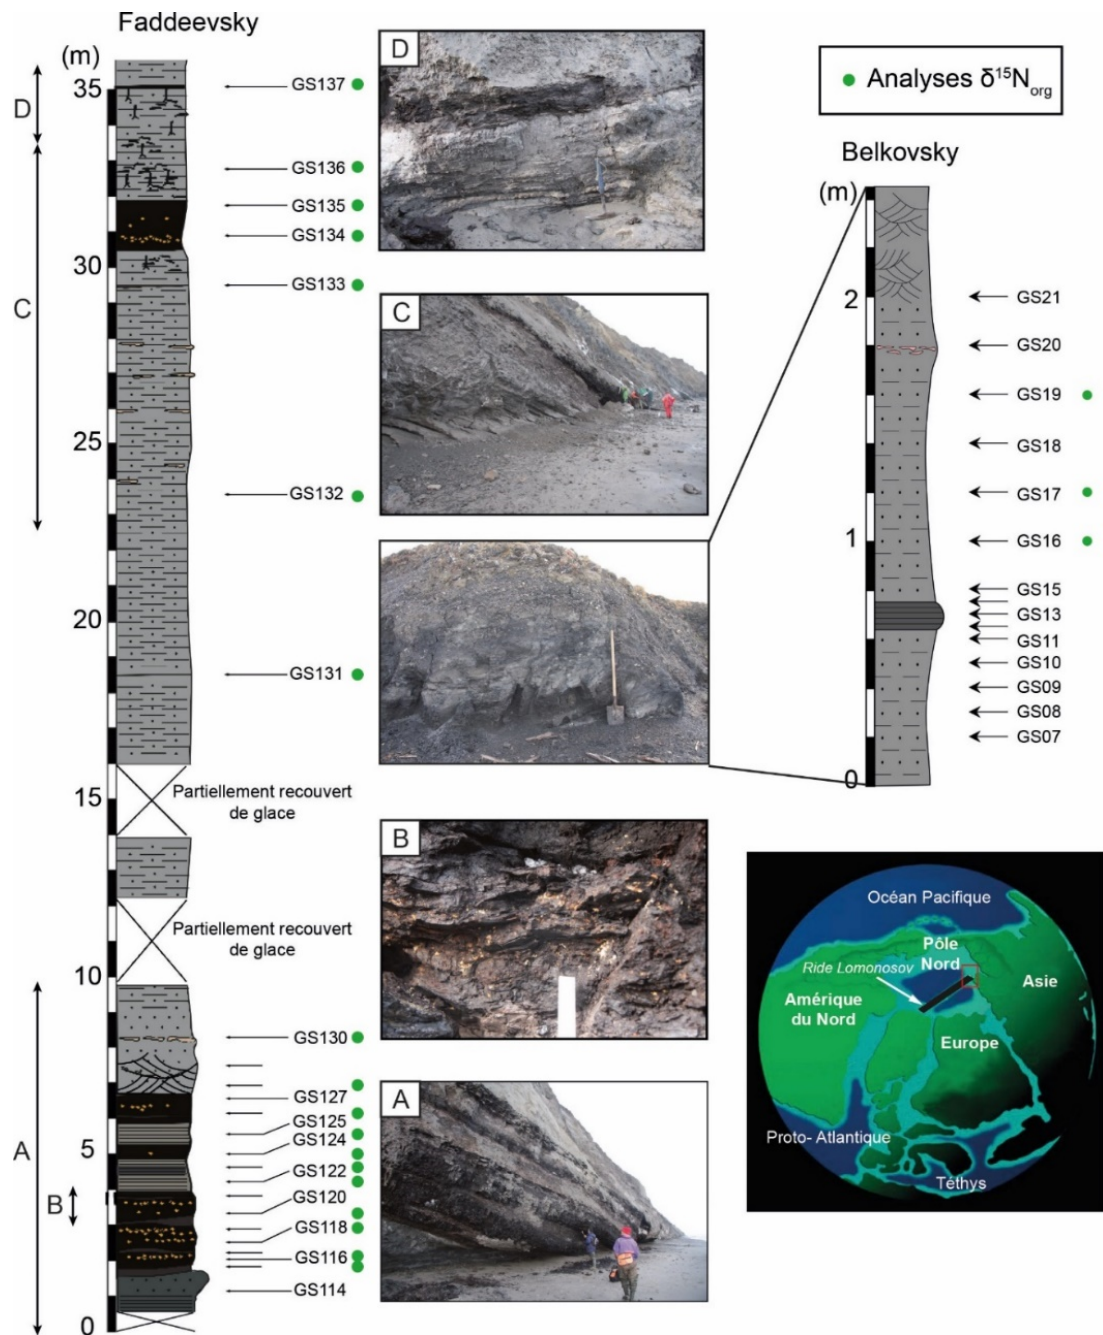 Faddeevsky
(m)
35
30
25
20
15
10
5
0
D
C
A
B
GS137
GS136
GS135
GS134
GS133
GS132
GS131
Partiellement recouvert
de glace
Partiellement recouvert
de glace
GS130
GS127
GS125
GS124
GS122
GS120
GS118
GS116
GS114
D
C
B
A
Analyses δ¹⁵Norg
Belkovsky
(m)
2
1
0
GS21
GS20
GS19
GS18
GS17
GS16
GS15
GS13
GS11
GS10
GS09
GS08
GS07
Océan Pacifique
Pôle
Nord
Ride Lomonosov
Asie
Amérique
du Nord
Europe
Proto- Atlantique
Téthys